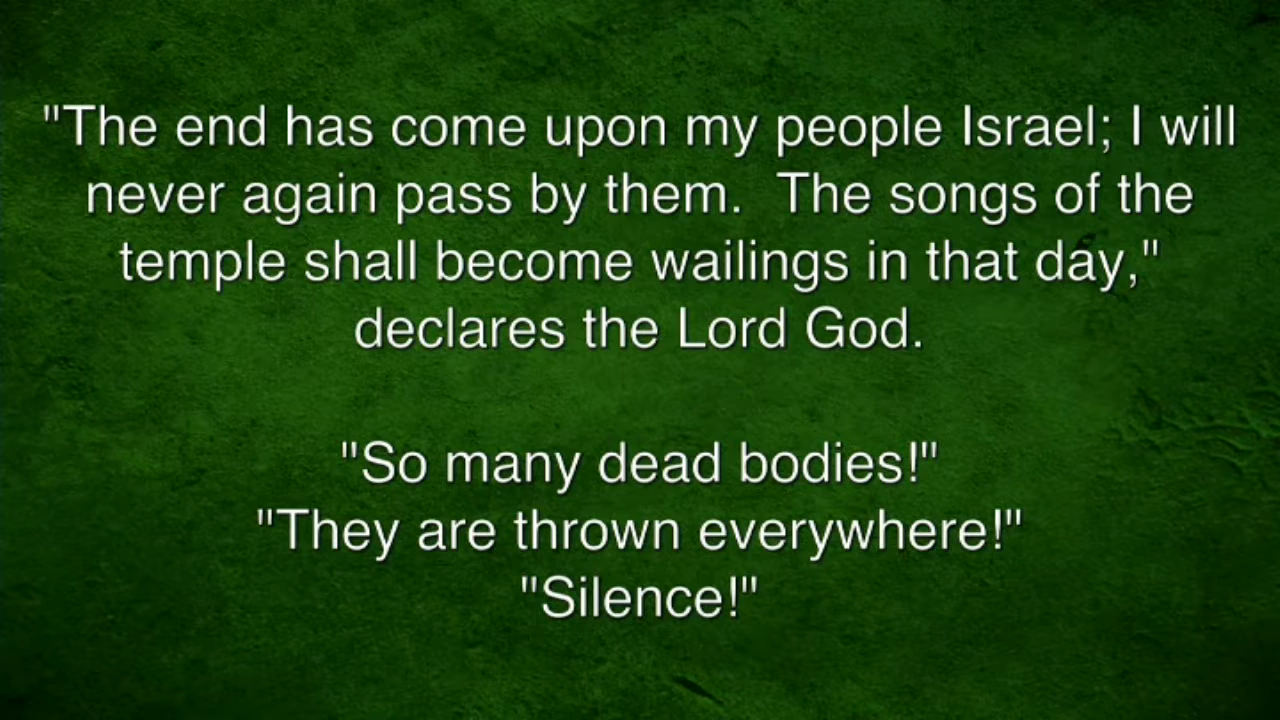 "The end has come upon my people Israel; I will
never again pass by them.  The songs of the
temple shall become wailings in that day,"
declares the Lord God.
"So many dead bodies!"
"They are thrown everywhere!"
"Silence!"